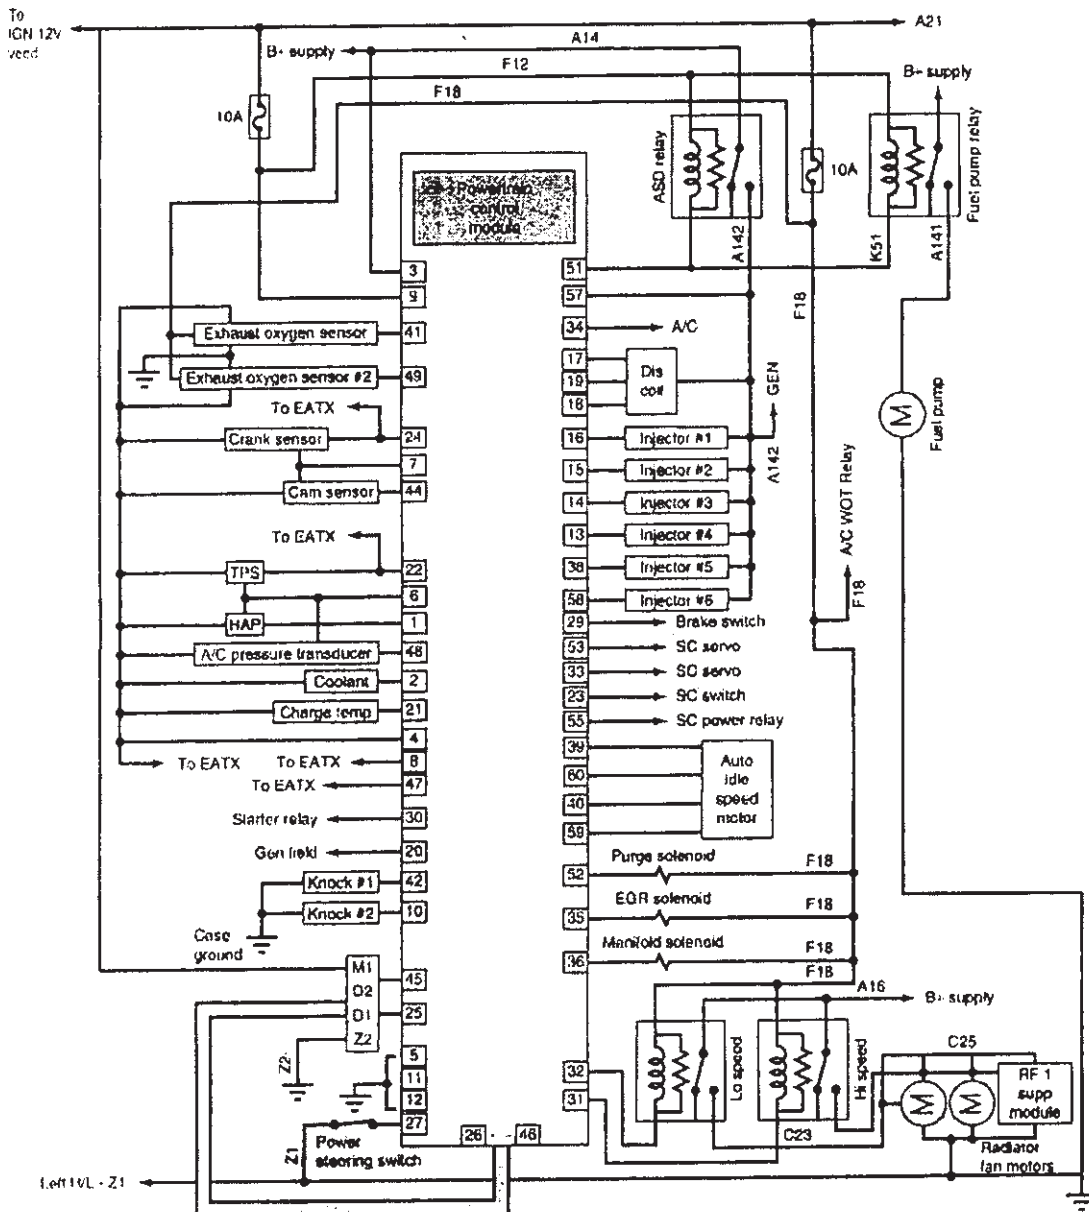 To
IGN 12V
A21
A14
B+ supply
F12
B+ supply
F18
10A
ASD relay
10A
Fuel pump relay
Powertrain
control
module
A142
K51
A141
3
51
9
57
F18
Exhaust oxygen sensor
41
34
A/C
17
Dis
coil
19
18
Exhaust oxygen sensor #2
49
GEN
M
Fuel pump
To EATX
Crank sensor
24
16
Injector #1
A142
7
15
Injector #2
Cam sensor
44
14
Injector #3
To EATX
13
Injector #4
A/C WOT Relay
TPS
22
38
Injector #5
6
58
Injector #6
F18
MAP
1
29
Brake switch
A/C pressure transducer
48
53
SC servo
Coolant
2
33
SC servo
Charge temp
21
23
SC switch
4
55
SC power relay
To EATX
To EATX
8
39
Auto
idle
speed
motor
To EATX
47
60
Starter relay
30
40
59
Gen field
20
Purge solenoid
F18
Knock #1
42
52
EGR solenoid
F18
Knock #2
10
35
Case
ground
Manifold solenoid
F18
36
F18
M1
D2
D1
Z2
45
25
A16
B+ supply
Z2
5
11
12
27
32
31
Lo speed
Hi speed
C25
M
M
RF 1
supp
module
C23
Radiator
fan motors
Power
steering switch
Z1
26
46
Z1